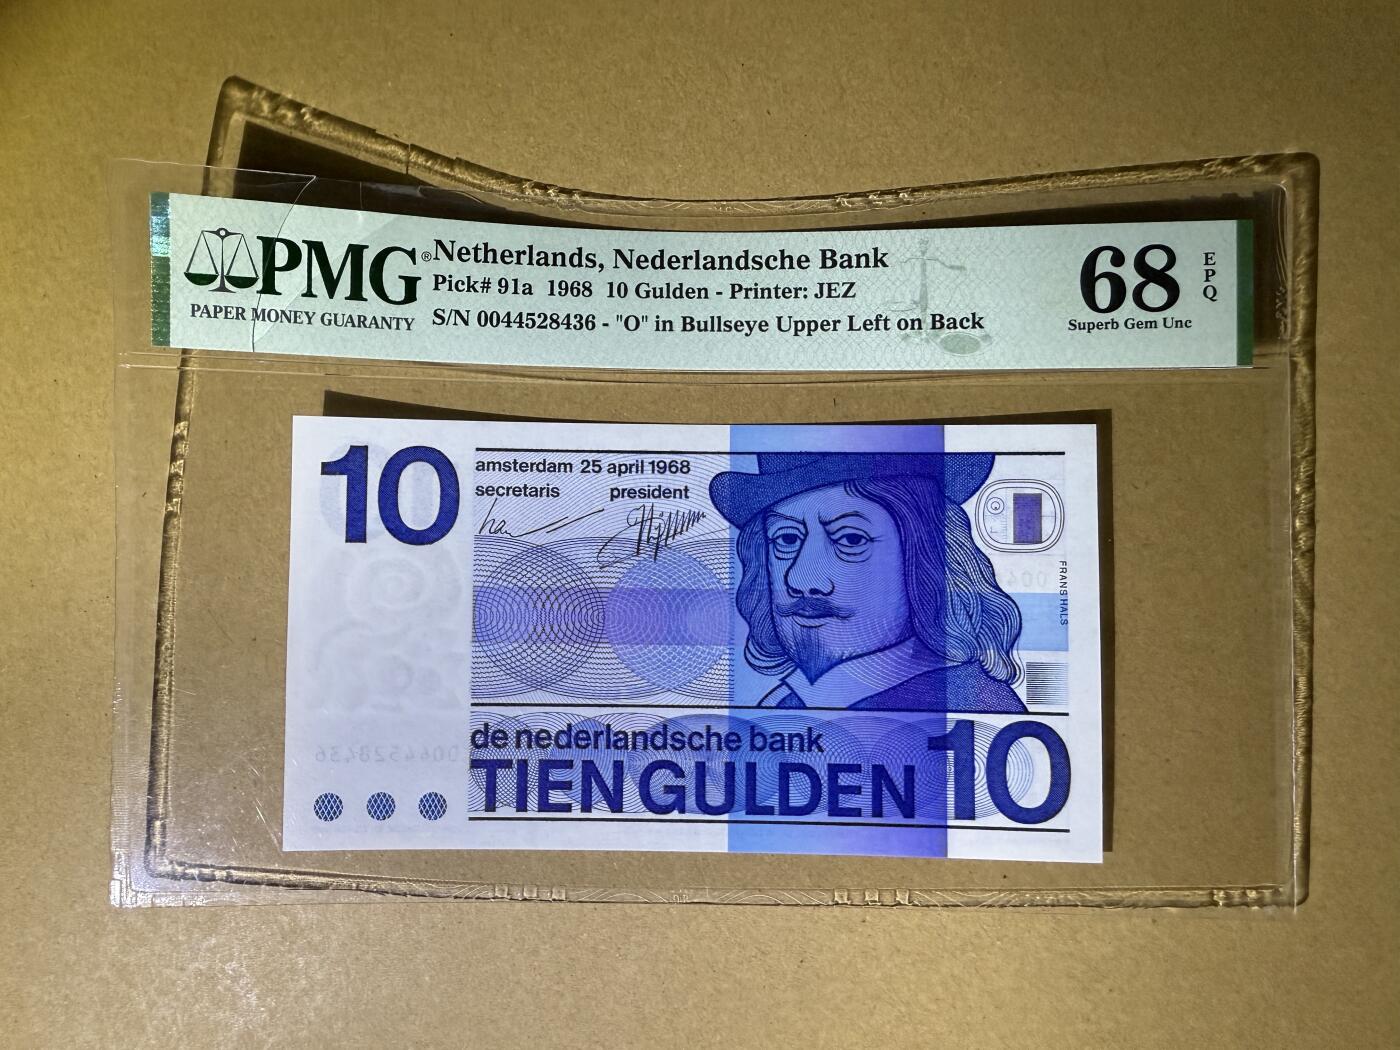 PMG®
PAPER MONEY GUARANTY
Netherlands, Nederlandsche Bank
Pick# 91a 1968 10 Gulden - Printer: JEZ
S/N 0044528436 - "O" in Bullseye Upper Left on Back
68
EPQ
Superb Gem Unc
10
amsterdam 25 april 1968
secretaris president
FRANS HALS
0044528436
de nederlandsche bank
TIEN GULDEN
10